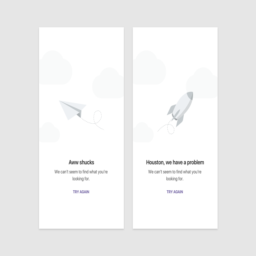 Aww shucks
We can't seem to find what you're
looking for.
TRY AGAIN
Houston, we have a problem
We can't seem to find what you're
looking for.
TRY AGAIN